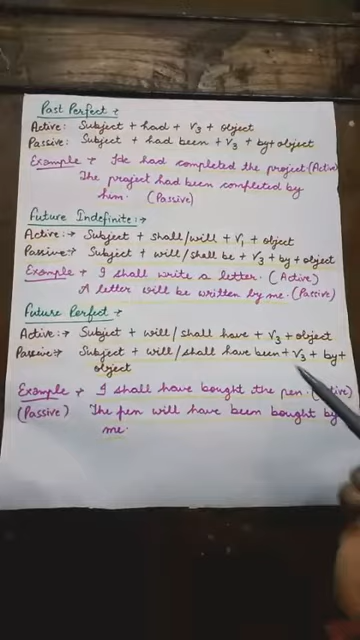 Past Perfect :-
Active: Subject + had + V3 + object
Passive: Subject + had been + V3 + by + object
Example :- He had completed the project (Active)
The project had been completed by
him. (Passive)
Future Indefinite :→
Active :→ Subject + shall/will + V1 + object
Passive :→ Subject + will/shall be + V3 + by + object
Example + I shall write a letter. (Active)
A letter will be written by me. (Passive)
Future Perfect :-
Active :→ Subject + will/shall have + V3 + object
Passive :→ Subject + will/shall have been + V3 + by +
object
Example → I shall have bought the pen. (Active)
(Passive) The pen will have been bought by
me.